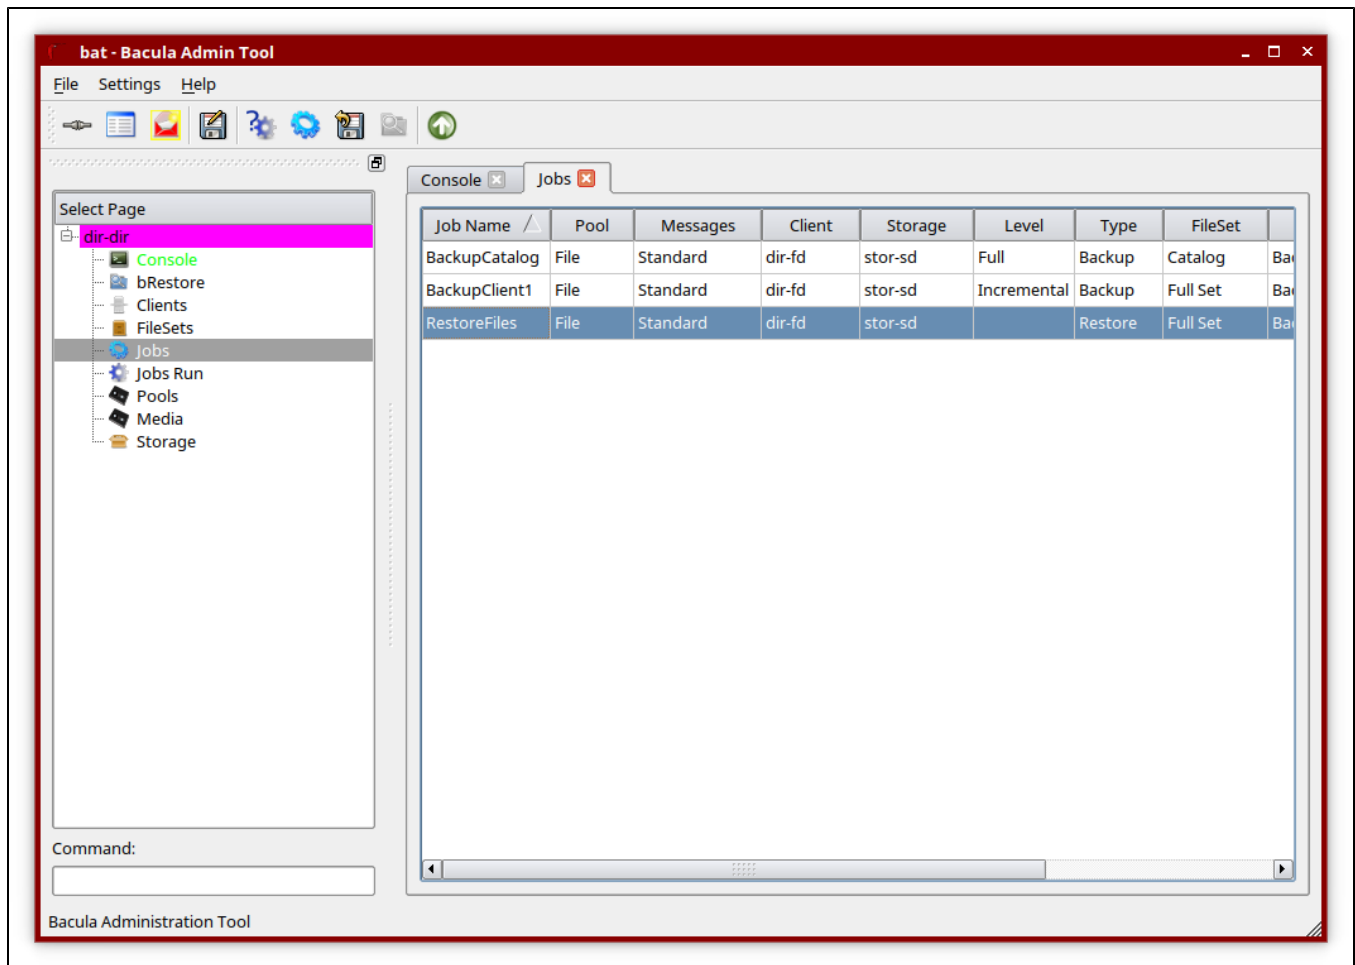 bat - Bacula Admin Tool
File Settings Help
Select Page
dir-dir
Console
bRestore
Clients
FileSets
Jobs
Jobs Run
Pools
Media
Storage
Command:
Console Jobs
Job Name Pool Messages Client Storage Level Type FileSet
BackupCatalog File Standard dir-fd stor-sd Full Backup Catalog
BackupClient1 File Standard dir-fd stor-sd Incremental Backup Full Set
RestoreFiles File Standard dir-fd stor-sd Restore Full Set
Bacula Administration Tool